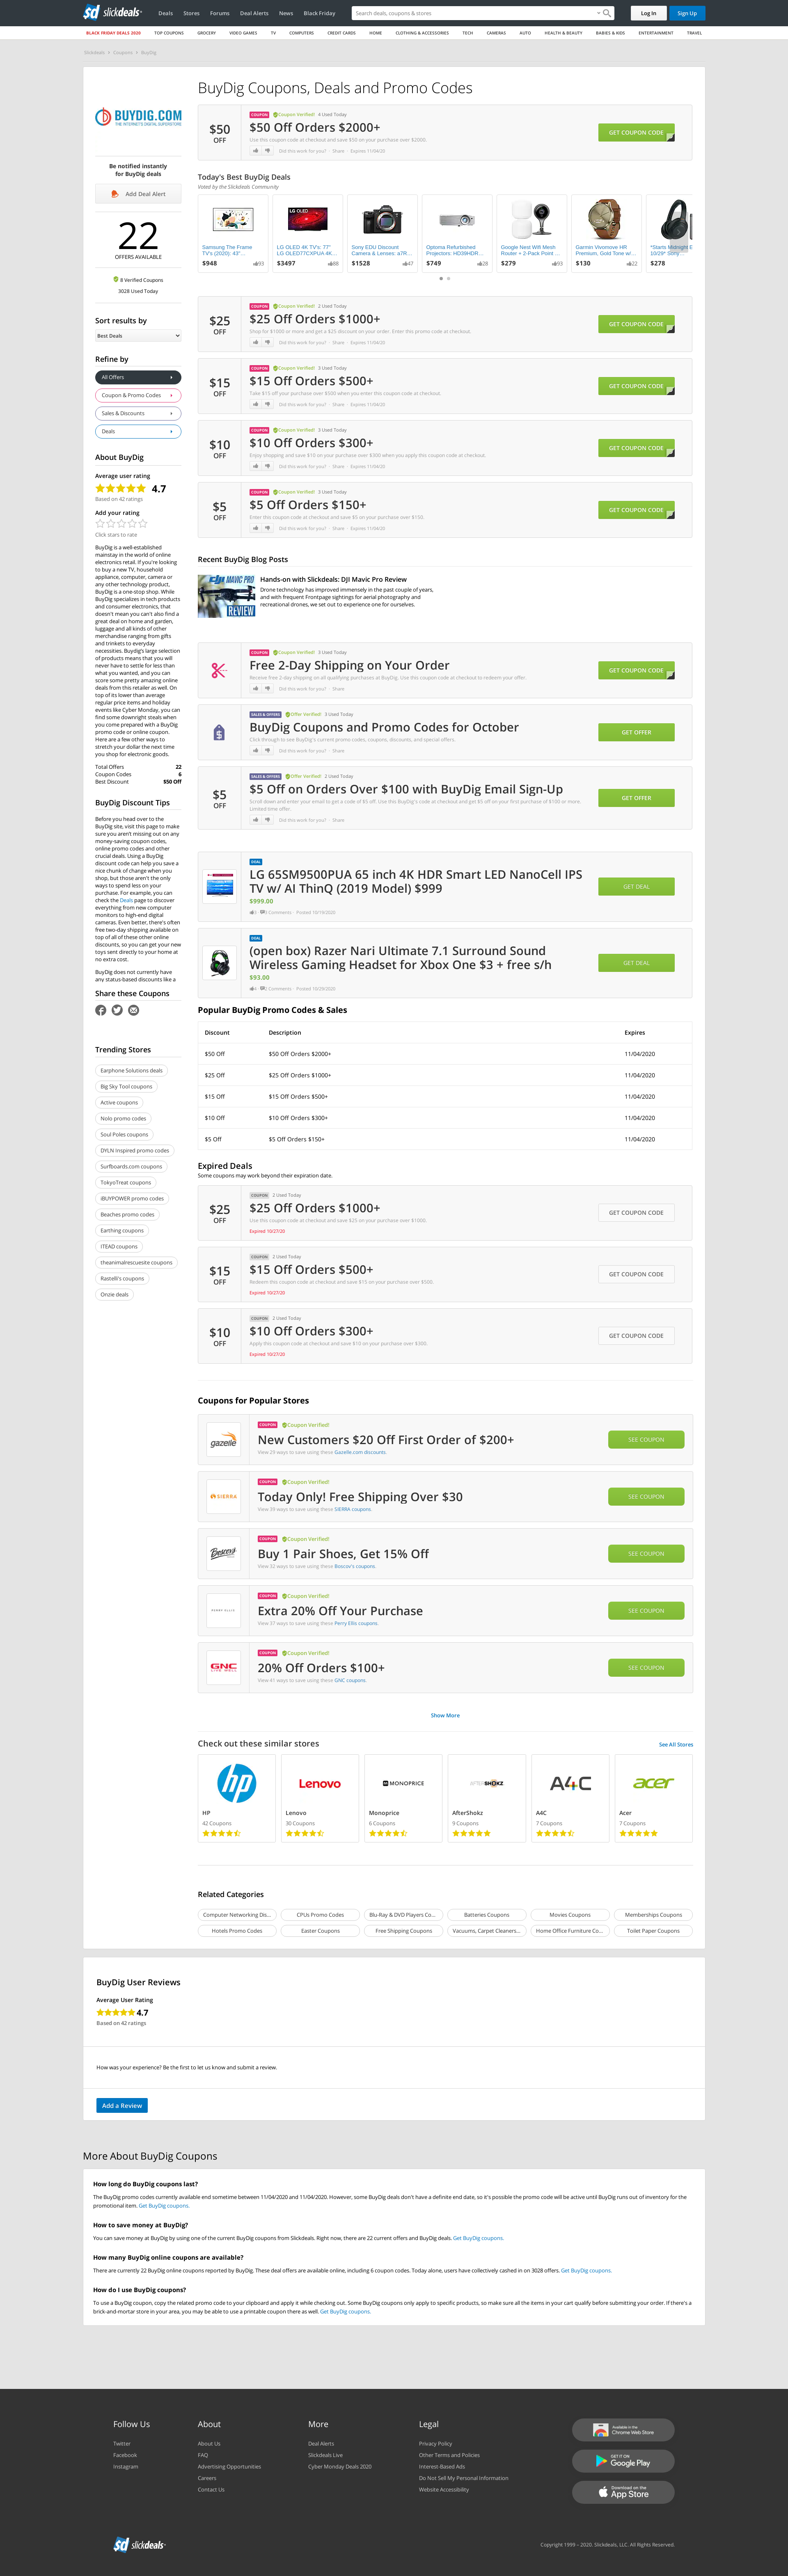 slickdeals
Deals Stores Forums Deal Alerts News Black Friday
Search deals, coupons & stores
Log In Sign Up
BLACK FRIDAY DEALS 2020 TOP COUPONS GROCERY VIDEO GAMES TV COMPUTERS CREDIT CARDS HOME CLOTHING & ACCESSORIES TECH CAMERAS AUTO HEALTH & BEAUTY BABIES & KIDS ENTERTAINMENT TRAVEL
Slickdeals > Coupons > BuyDig
BUYDIG.COM
THE INTERNET'S DIGITAL SUPERSTORE
Be notified instantly
for BuyDig deals
Add Deal Alert
22
OFFERS AVAILABLE
8 Verified Coupons
3028 Used Today
Sort results by
Best Deals
Refine by
All Offers
Coupon & Promo Codes
Sales & Discounts
Deals
About BuyDig
Average user rating
4.7
Based on 42 ratings
Add your rating
Click stars to rate
BuyDig is a well-established
mainstay in the world of online
electronics retail. If you're looking
to buy a new TV, household
appliance, computer, camera or
any other technology product,
BuyDig is a one-stop shop. While
BuyDig specializes in tech products
and consumer electronics, that
doesn't mean you can't also find a
great deal on home and garden,
luggage and all kinds of other
merchandise ranging from gifts
and trinkets to everyday
necessities. Buydig's large selection
of products means that you will
never have to settle for less than
what you wanted, and you can
score some pretty amazing online
deals from this retailer as well. On
top of its lower than average
regular price items and holiday
events like Cyber Monday, you can
find some downright steals when
you come prepared with a BuyDig
promo code or online coupon.
Here are a few other ways to
stretch your dollar the next time
you shop for electronic goods.
Total Offers 22
Coupon Codes 6
Best Discount $50 Off
BuyDig Discount Tips
Before you head over to the
BuyDig site, visit this page to make
sure you aren't missing out on any
money-saving coupon codes,
online promo codes and other
crucial deals. Using a BuyDig
discount code can help you save a
nice chunk of change when you
shop, but those aren't the only
ways to spend less on your
purchase. For example, you can
check the Deals page to discover
everything from new computer
monitors to high-end digital
cameras. Even better, there's often
free two-day shipping available on
top of all of these other online
discounts, so you can get your new
toys sent directly to your home at
no extra cost.
BuyDig does not currently have
any status-based discounts like a
Share these Coupons
Trending Stores
Earphone Solutions deals
Big Sky Tool coupons
Active coupons
Nolo promo codes
Soul Poles coupons
DYLN Inspired promo codes
Surfboards.com coupons
TokyoTreat coupons
iBUYPOWER promo codes
Beaches promo codes
Earthing coupons
ITEAD coupons
theanimalrescuesite coupons
Rastelli's coupons
Onzie deals
BuyDig Coupons, Deals and Promo Codes
$50
OFF
COUPON Coupon Verified! 4 Used Today
$50 Off Orders $2000+
Use this coupon code at checkout and save $50 on your purchase over $2000.
Did this work for you? · Share · Expires 11/04/20
GET COUPON CODE
Today's Best BuyDig Deals
Voted by the Slickdeals Community
Samsung The Frame
TV's (2020): 43"...
$948 93
LG OLED
LG OLED 4K TV's: 77"
LG OLED77CXPUA 4K...
$3497 88
Sony EDU Discount
Camera & Lenses: a7R...
$1528 47
Optoma Refurbished
Projectors: HD39HDR...
$749 28
Google Nest Wifi Mesh
Router + 2-Pack Point ...
$279 93
Garmin Vivomove HR
Premium, Gold Tone w/...
$130 22
*Starts Midnight E
10/29* Sony...
$278
$25
OFF
COUPON Coupon Verified! 2 Used Today
$25 Off Orders $1000+
Shop for $1000 or more and get a $25 discount on your order. Enter this promo code at checkout.
Did this work for you? · Share · Expires 11/04/20
GET COUPON CODE
$15
OFF
COUPON Coupon Verified! 3 Used Today
$15 Off Orders $500+
Take $15 off your purchase over $500 when you enter this coupon code at checkout.
Did this work for you? · Share · Expires 11/04/20
GET COUPON CODE
$10
OFF
COUPON Coupon Verified! 3 Used Today
$10 Off Orders $300+
Enjoy shopping and save $10 on your purchase over $300 when you apply this coupon code at checkout.
Did this work for you? · Share · Expires 11/04/20
GET COUPON CODE
$5
OFF
COUPON Coupon Verified! 3 Used Today
$5 Off Orders $150+
Enter this coupon code at checkout and save $5 on your purchase over $150.
Did this work for you? · Share · Expires 11/04/20
GET COUPON CODE
Recent BuyDig Blog Posts
DJI MAVIC PRO
REVIEW
Hands-on with Slickdeals: DJI Mavic Pro Review
Drone technology has improved immensely in the past couple of years,
and with frequent Frontpage sightings for aerial photography and
recreational drones, we set out to experience one for ourselves.
COUPON Coupon Verified! 3 Used Today
Free 2-Day Shipping on Your Order
Receive free 2-day shipping on all qualifying purchases at BuyDig. Use this coupon code at checkout to redeem your offer.
Did this work for you? · Share
GET COUPON CODE
SALES & OFFERS Offer Verified! 3 Used Today
BuyDig Coupons and Promo Codes for October
Click through to see BuyDig's current promo codes, coupons, discounts, and special offers.
Did this work for you? · Share
GET OFFER
$5
OFF
SALES & OFFERS Offer Verified! 2 Used Today
$5 Off on Orders Over $100 with BuyDig Email Sign-Up
Scroll down and enter your email to get a code of $5 off. Use this BuyDig's code at checkout and get $5 off on your first purchase of $100 or more.
Limited time offer.
Did this work for you? · Share
GET OFFER
DEAL
LG 65SM9500PUA 65 inch 4K HDR Smart LED NanoCell IPS
TV w/ AI ThinQ (2019 Model) $999
$999.00
Comments · Posted 10/19/2020
GET DEAL
DEAL
(open box) Razer Nari Ultimate 7.1 Surround Sound
Wireless Gaming Headset for Xbox One $3 + free s/h
$93.00
Comments · Posted 10/29/2020
GET DEAL
Popular BuyDig Promo Codes & Sales
Discount Description Expires
$50 Off $50 Off Orders $2000+ 11/04/2020
$25 Off $25 Off Orders $1000+ 11/04/2020
$15 Off $15 Off Orders $500+ 11/04/2020
$10 Off $10 Off Orders $300+ 11/04/2020
$5 Off $5 Off Orders $150+ 11/04/2020
Expired Deals
Some coupons may work beyond their expiration date.
$25
OFF
COUPON 2 Used Today
$25 Off Orders $1000+
Use this coupon code at checkout and save $25 on your purchase over $1000.
Expired 10/27/20
GET COUPON CODE
$15
OFF
COUPON 2 Used Today
$15 Off Orders $500+
Redeem this coupon code at checkout and save $15 on your purchase over $500.
Expired 10/27/20
GET COUPON CODE
$10
OFF
COUPON 2 Used Today
$10 Off Orders $300+
Apply this coupon code at checkout and save $10 on your purchase over $300.
Expired 10/27/20
GET COUPON CODE
Coupons for Popular Stores
gazelle
COUPON Coupon Verified!
New Customers $20 Off First Order of $200+
View 29 ways to save using these Gazelle.com discounts.
SEE COUPON
SIERRA
COUPON Coupon Verified!
Today Only! Free Shipping Over $30
View 39 ways to save using these SIERRA coupons.
SEE COUPON
Boscov's
COUPON Coupon Verified!
Buy 1 Pair Shoes, Get 15% Off
View 32 ways to save using these Boscov's coupons.
SEE COUPON
PERRY ELLIS
COUPON Coupon Verified!
Extra 20% Off Your Purchase
View 37 ways to save using these Perry Ellis coupons.
SEE COUPON
GNC
LIVE WELL
COUPON Coupon Verified!
20% Off Orders $100+
View 41 ways to save using these GNC coupons.
SEE COUPON
Show More
Check out these similar stores See All Stores
hp
HP
42 Coupons
Lenovo
Lenovo
30 Coupons
MONOPRICE
Monoprice
6 Coupons
AFTERSHOKZ
AfterShokz
9 Coupons
A4C
A4C
7 Coupons
acer
Acer
7 Coupons
Related Categories
Computer Networking Dis... CPUs Promo Codes Blu-Ray & DVD Players Co... Batteries Coupons Movies Coupons Memberships Coupons
Hotels Promo Codes Easter Coupons Free Shipping Coupons Vacuums, Carpet Cleaners... Home Office Furniture Co... Toilet Paper Coupons
BuyDig User Reviews
Average User Rating
4.7
Based on 42 ratings
How was your experience? Be the first to let us know and submit a review.
Add a Review
More About BuyDig Coupons
How long do BuyDig coupons last?
The BuyDig promo codes currently available end sometime between 11/04/2020 and 11/04/2020. However, some BuyDig deals don't have a definite end date, so it's possible the promo code will be active until BuyDig runs out of inventory for the
promotional item. Get BuyDig coupons.
How to save money at BuyDig?
You can save money at BuyDig by using one of the current BuyDig coupons from Slickdeals. Right now, there are 22 current offers and BuyDig deals. Get BuyDig coupons.
How many BuyDig online coupons are available?
There are currently 22 BuyDig online coupons reported by BuyDig. These deal offers are available online, including 6 coupon codes. Today alone, users have collectively cashed in on 3028 offers. Get BuyDig coupons.
How do I use BuyDig coupons?
To use a BuyDig coupon, copy the related promo code to your clipboard and apply it while checking out. Some BuyDig coupons only apply to specific products, so make sure all the items in your cart qualify before submitting your order. If there's a
brick-and-mortar store in your area, you may be able to use a printable coupon there as well. Get BuyDig coupons.
Follow Us
Twitter
Facebook
Instagram
About
About Us
FAQ
Advertising Opportunities
Careers
Contact Us
More
Deal Alerts
Slickdeals Live
Cyber Monday Deals 2020
Legal
Privacy Policy
Other Terms and Policies
Interest-Based Ads
Do Not Sell My Personal Information
Website Accessibility
Available in the
Chrome Web Store
GET IT ON
Google Play
Download on the
App Store
slickdeals
Copyright 1999 - 2020. Slickdeals, LLC. All Rights Reserved.